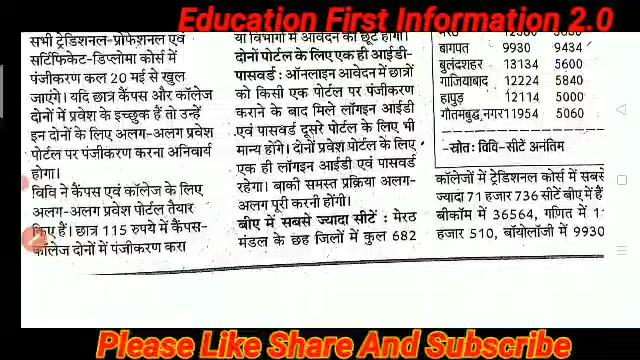 Education First Information 2.0
सभी ट्रेडिशनल-प्रोफेशनल एवं
सर्टिफिकेट-डिप्लोमा कोर्स में
पंजीकरण कल 20 मई से खुल
जाएंगे। यदि छात्र कैंपस और कॉलेज
दोनों में प्रवेश के इच्छुक हैं तो उन्हें
इन दोनों के लिए अलग-अलग प्रवेश
पोर्टल पर पंजीकरण करना अनिवार्य
होगा।
विवि ने कैंपस एवं कॉलेज के लिए
अलग-अलग प्रवेश पोर्टल तैयार
किए हैं। छात्र 115 रुपये में कैंपस-
कॉलेज दोनों में पंजीकरण करा
या विभागों में आवेदन की छूट होगी।
दोनों पोर्टल के लिए एक ही आईडी-
पासवर्ड : ऑनलाइन आवेदन में छात्रों
को किसी एक पोर्टल पर पंजीकरण
कराने के बाद मिले लॉगइन आईडी
एवं पासवर्ड दूसरे पोर्टल के लिए भी
मान्य होंगे। दोनों प्रवेश पोर्टल के लिए
एक ही लॉगइन आईडी एवं पासवर्ड
रहेगा। बाकी समस्त प्रक्रिया अलग-
अलग पूरी करनी होंगी।
बीए में सबसे ज्यादा सीटें : मेरठ
मंडल के छह जिलों में कुल 682
बागपत 9930 9434
बुलंदशहर 13134 5600
गाजियाबाद 12224 5840
हापुड़ 12114 5000
गौतमबुद्ध,नगर 11954 5060
-स्रोत: विवि-सीटें अनंतिम
कॉलेजों में ट्रेडिशनल कोर्स में सबसे
ज्यादा 71 हजार 736 सीटें बीए में हैं
बीकॉम में 36564, गणित में 1
हजार 510, बॉयोलॉजी में 9930
Please Like Share And Subscribe